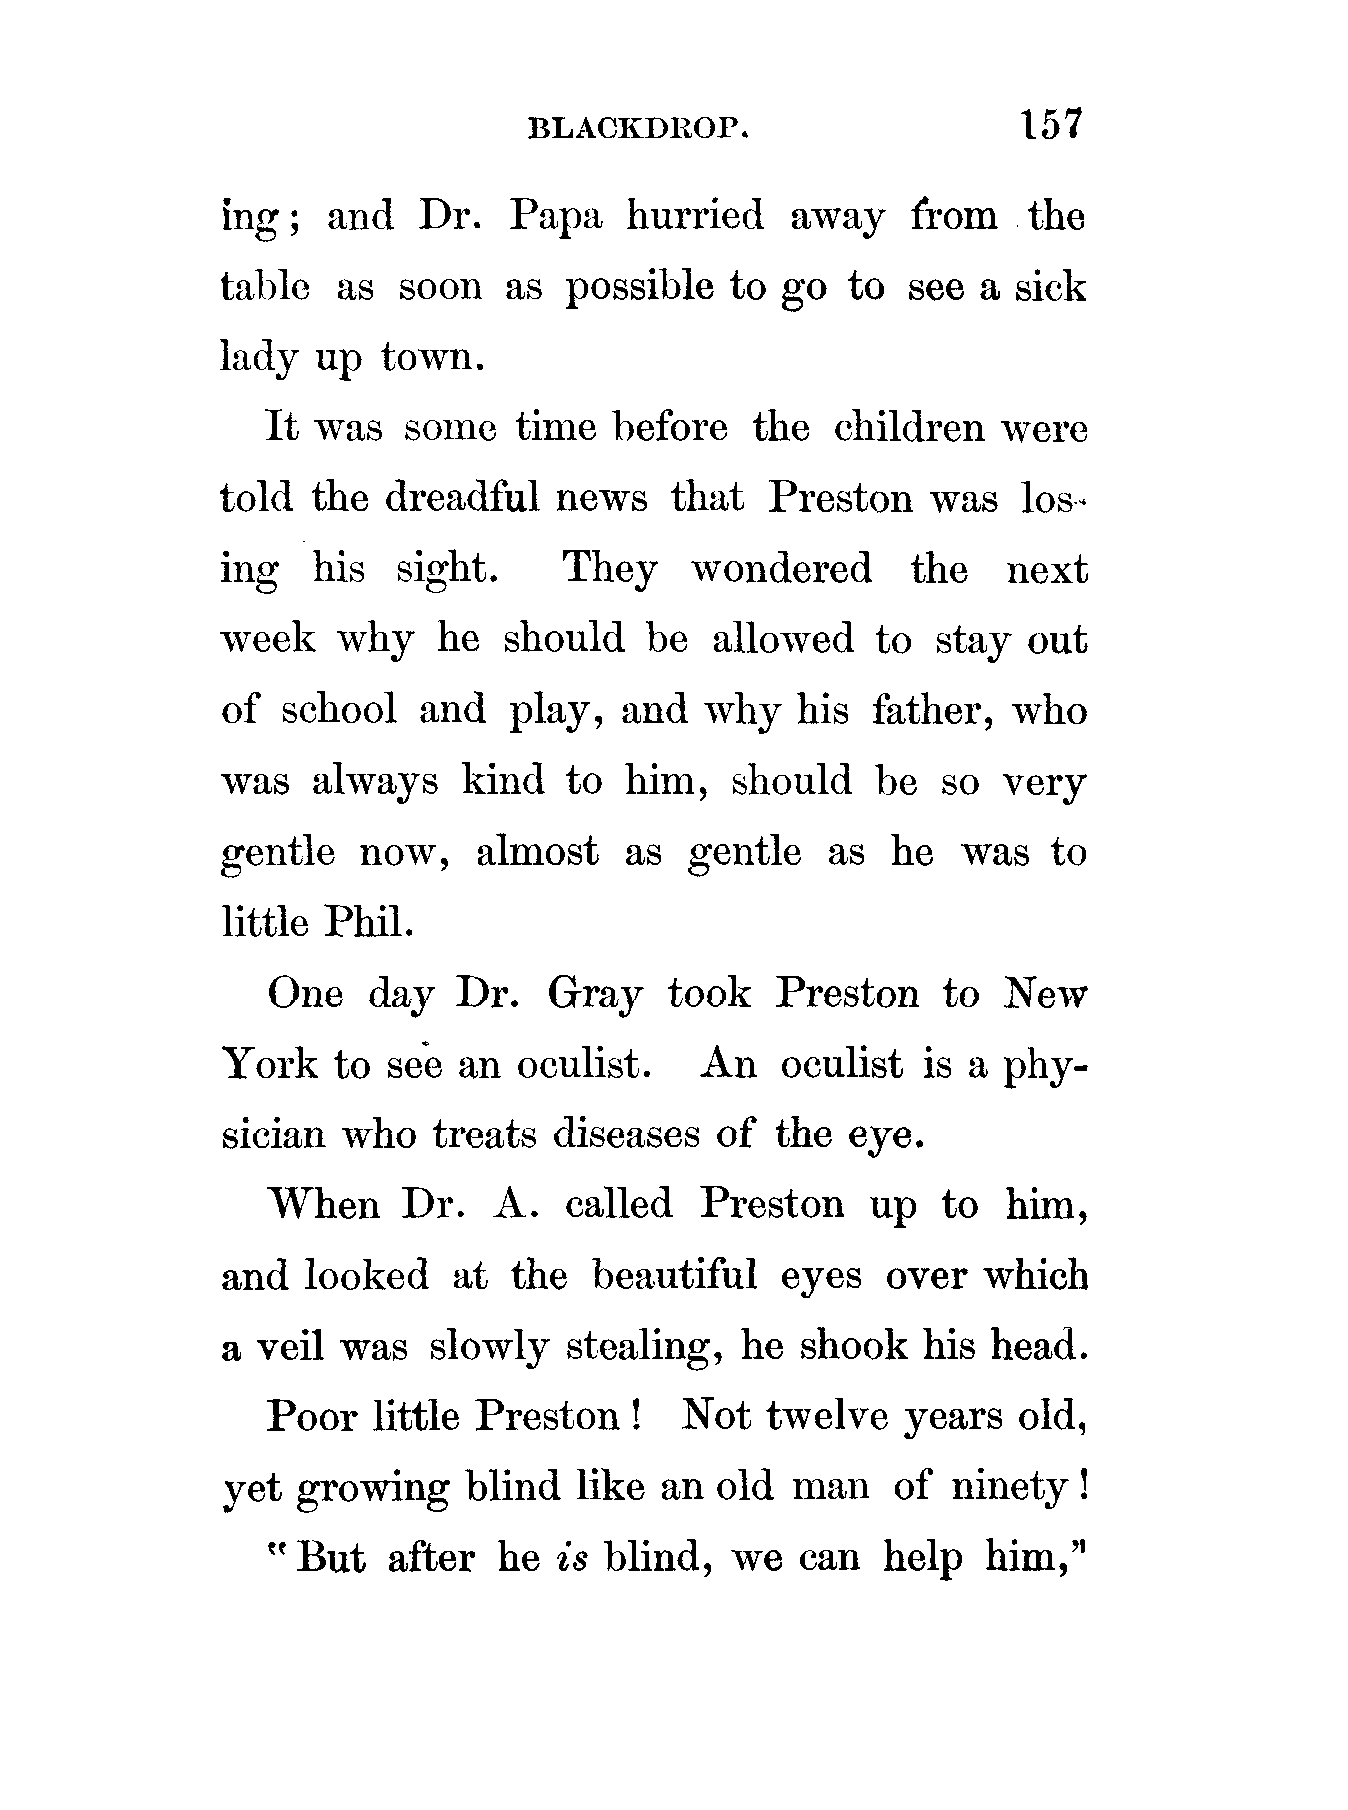 BLACKDROP. 157
ing; and Dr. Papa hurried away from the
table as soon as possible to go to see a sick
lady up town.
It was some time before the children were
told the dreadful news that Preston was los-
ing his sight. They wondered the next
week why he should be allowed to stay out
of school and play, and why his father, who
was always kind to him, should be so very
gentle now, almost as gentle as he was to
little Phil.
One day Dr. Gray took Preston to New
York to see an oculist. An oculist is a phy-
sician who treats diseases of the eye.
When Dr. A. called Preston up to him,
and looked at the beautiful eyes over which
a veil was slowly stealing, he shook his head.
Poor little Preston! Not twelve years old,
yet growing blind like an old man of ninety!
"But after he is blind, we can help him,"